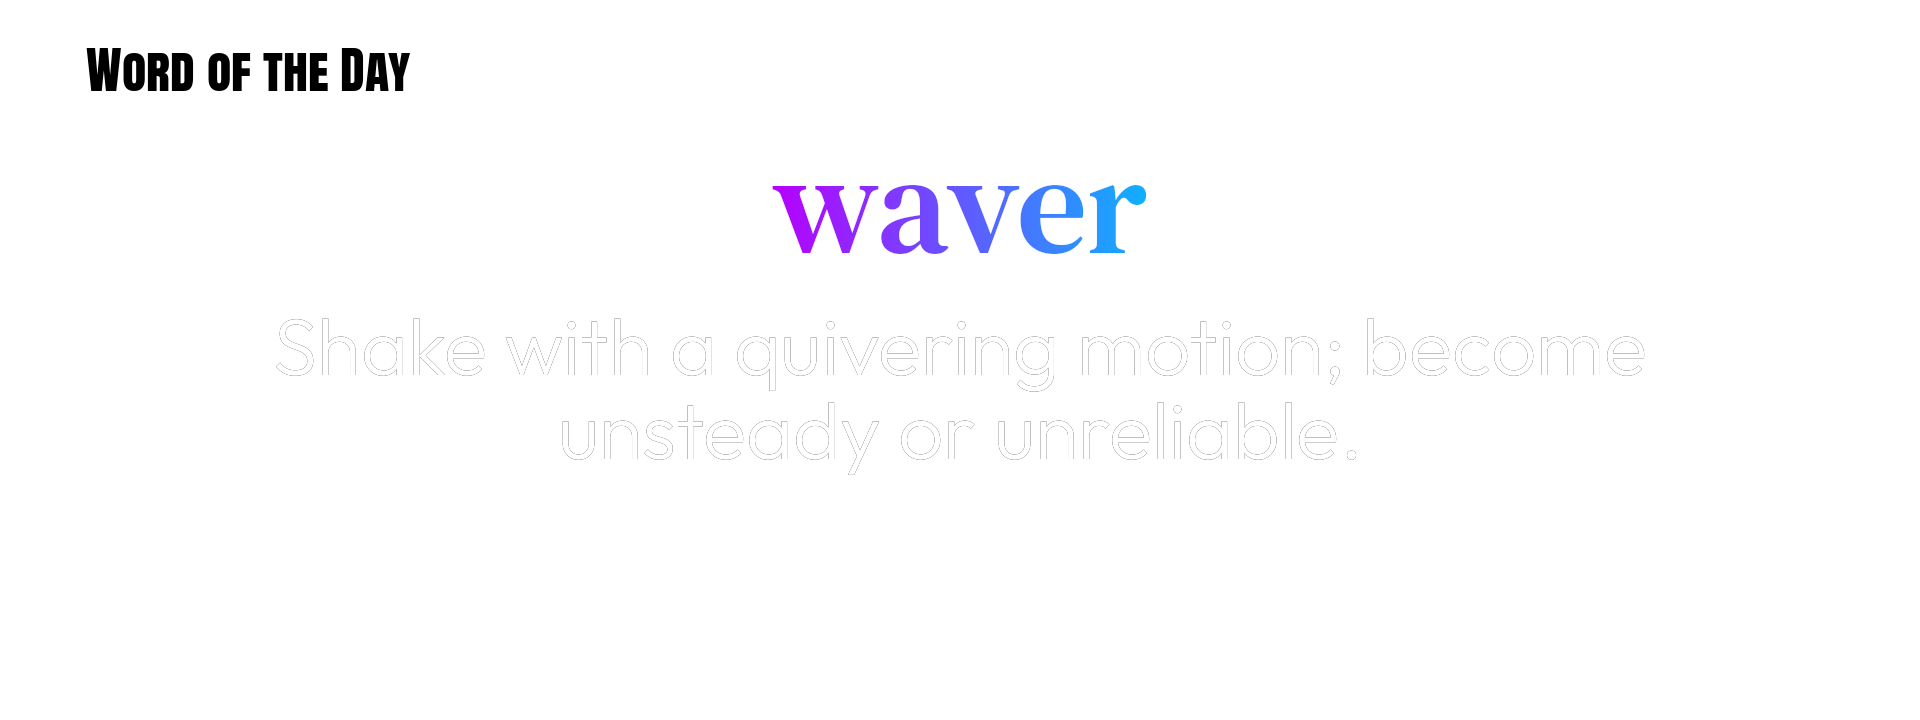 Word of the Day
waver
Shake with a quivering motion; become
unsteady or unreliable.